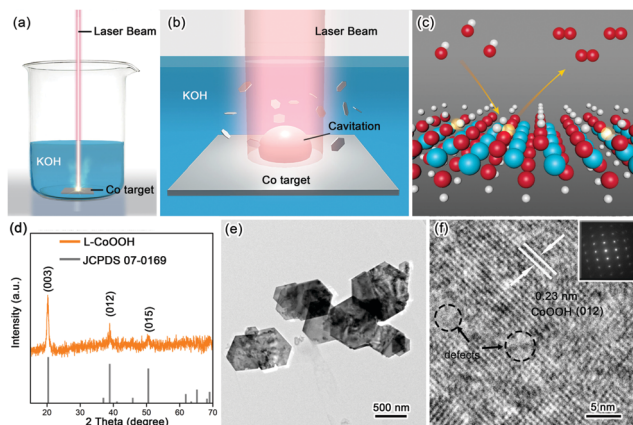 (a)
Laser Beam
KOH
Co target
(b)
Laser Beam
KOH
Cavitation
Co target
(c)
(d)
L-CoOOH
JCPDS 07-0169
(003)
(012)
(015)
Intensity (a.u.)
20
30
40
50
60
70
2 Theta (degree)
(e)
500 nm
(f)
0.23 nm
CoOOH (012)
defects
5 nm